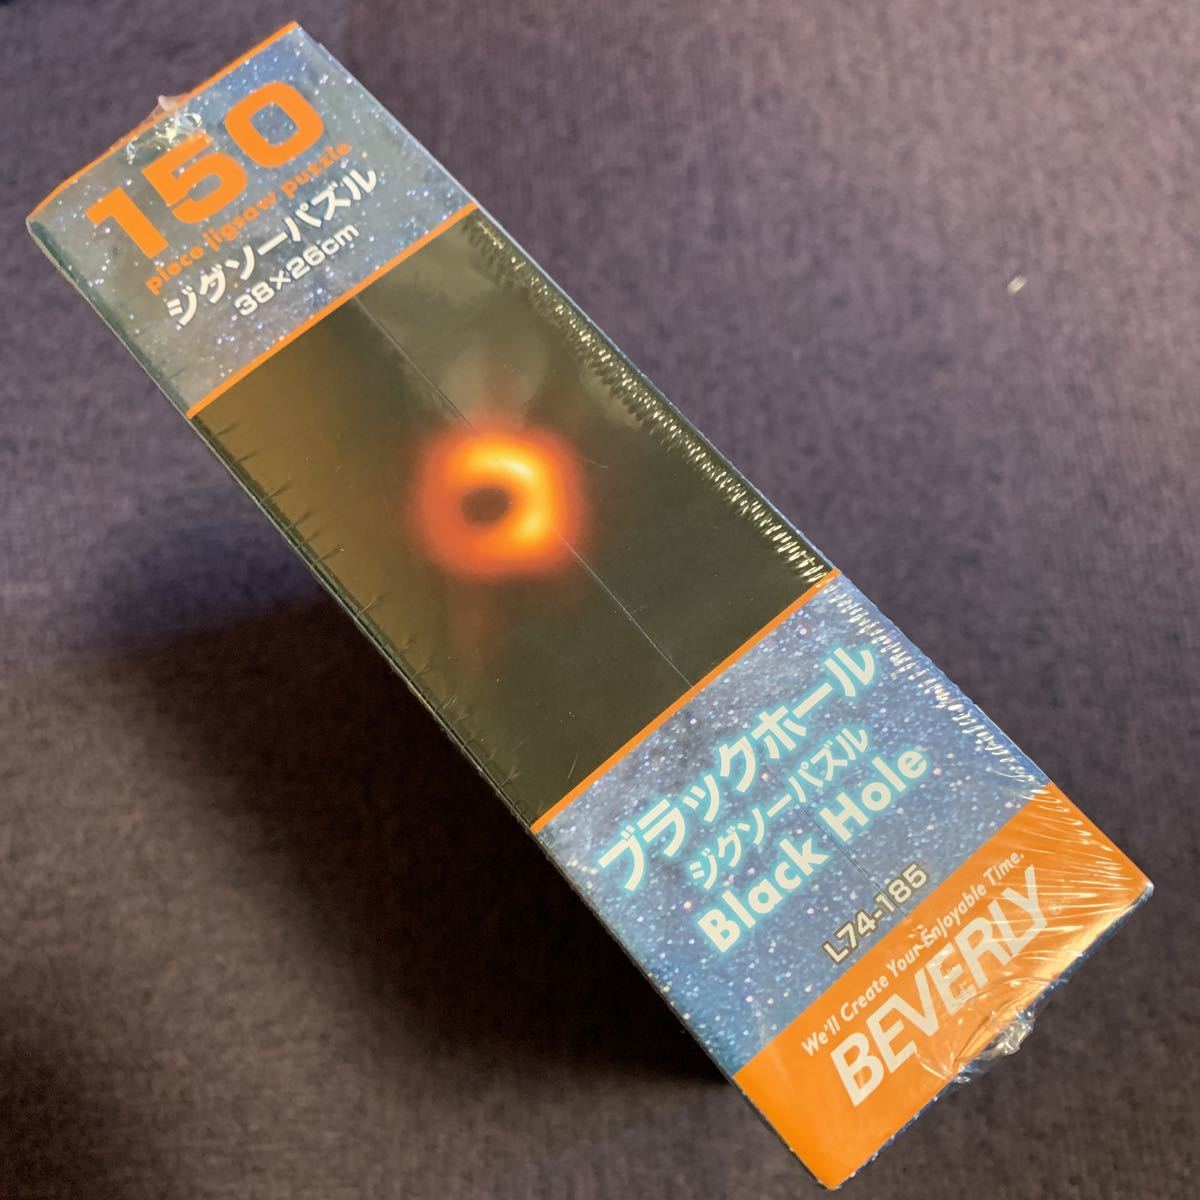 150
piece jigsaw puzzle
ジグソーパズル
38×26cm
ブラックホール
ジグソーパズル
Black Hole
L74-185
We'll Create Your Enjoyable Time.
BEVERLY®